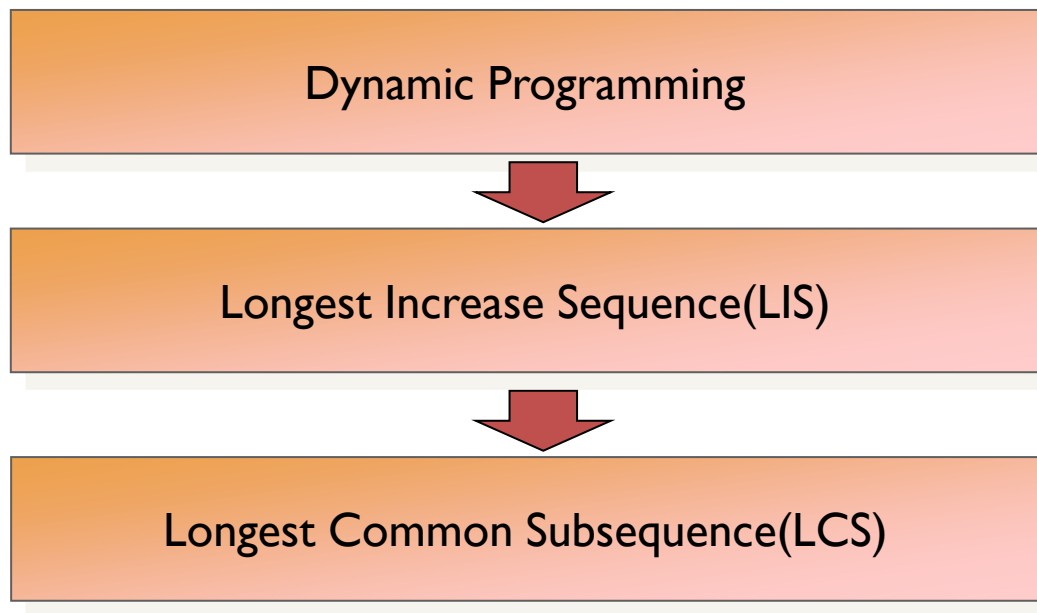 Dynamic Programming
Longest Increase Sequence(LIS)
Longest Common Subsequence(LCS)